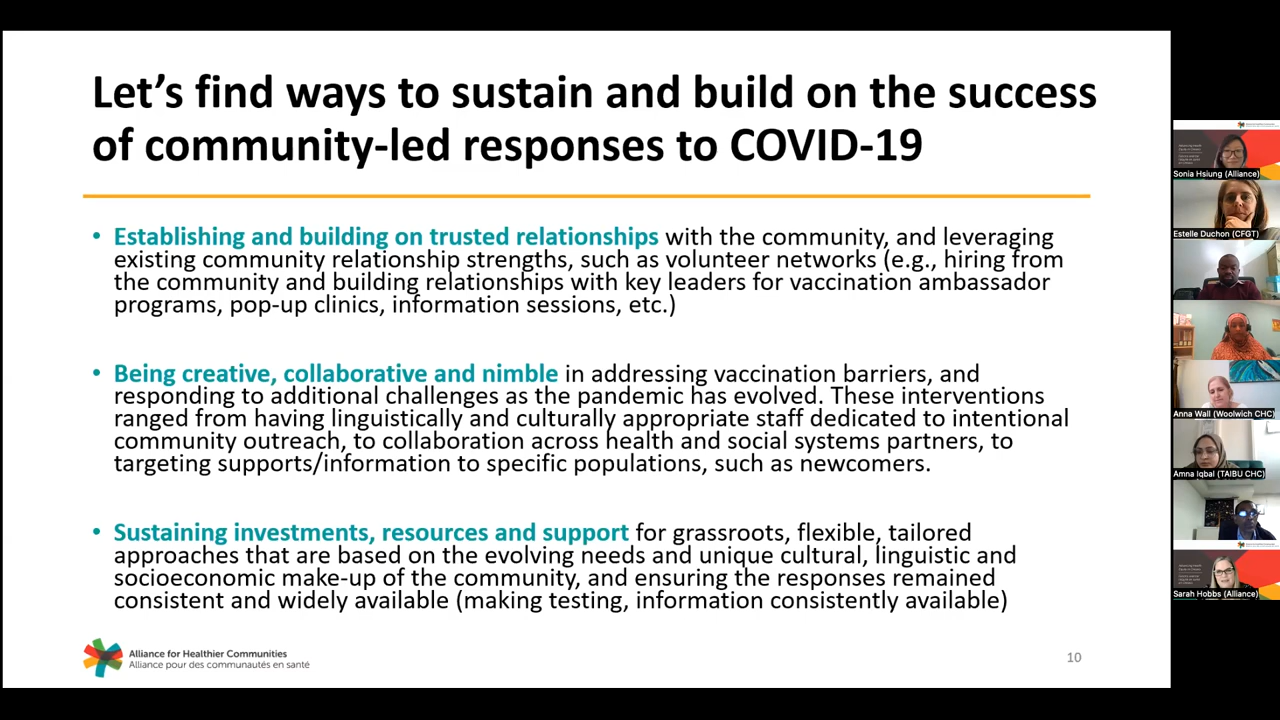 Let's find ways to sustain and build on the success
of community-led responses to COVID-19
• Establishing and building on trusted relationships with the community, and leveraging
existing community relationship strengths, such as volunteer networks (e.g., hiring from
the community and building relationships with key leaders for vaccination ambassador
programs, pop-up clinics, information sessions, etc.)
• Being creative, collaborative and nimble in addressing vaccination barriers, and
responding to additional challenges as the pandemic has evolved. These interventions
ranged from having linguistically and culturally appropriate staff dedicated to intentional
community outreach, to collaboration across health and social systems partners, to
targeting supports/information to specific populations, such as newcomers.
• Sustaining investments, resources and support for grassroots, flexible, tailored
approaches that are based on the evolving needs and unique cultural, linguistic and
socioeconomic make-up of the community, and ensuring the responses remained
consistent and widely available (making testing, information consistently available)
Alliance for Healthier Communities
Alliance pour des communautés en santé
10
Sonia Hsiung (Alliance)
Estelle Duchon (CFGT)
Anna Wall (Woolwich CHC)
Amna Iqbal (TAIBU CHC)
Sarah Hobbs (Alliance)